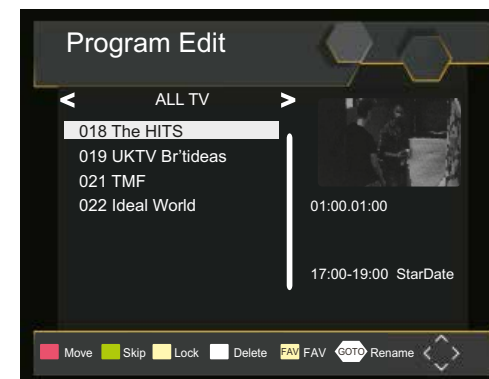 Program Edit
< ALL TV >
018 The HITS
019 UKTV Br'tideas
021 TMF
022 Ideal World
01:00.01:00
17:00-19:00 StarDate
Move Skip Lock Delete FAV FAV GOTO Rename